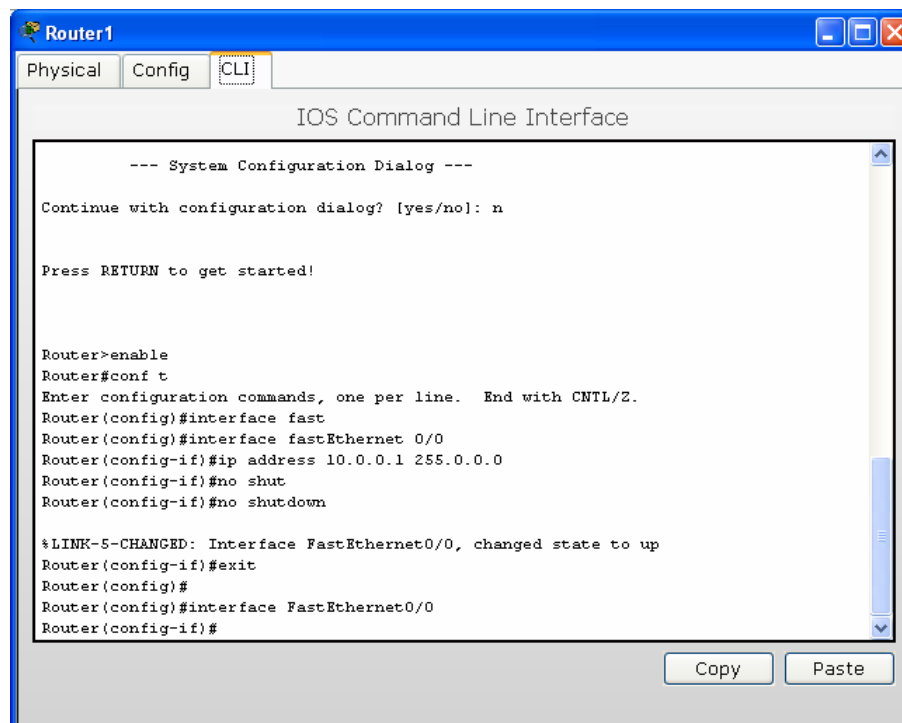 Router1
Physical Config CLI
IOS Command Line Interface
--- System Configuration Dialog ---
Continue with configuration dialog? [yes/no]: n
Press RETURN to get started!
Router>enable
Router#conf t
Enter configuration commands, one per line.  End with CNTL/Z.
Router(config)#interface fast
Router(config)#interface fastEthernet 0/0
Router(config-if)#ip address 10.0.0.1 255.0.0.0
Router(config-if)#no shut
Router(config-if)#no shutdown
%LINK-5-CHANGED: Interface FastEthernet0/0, changed state to up
Router(config-if)#exit
Router(config)#
Router(config)#interface FastEthernet0/0
Router(config-if)#
Copy Paste